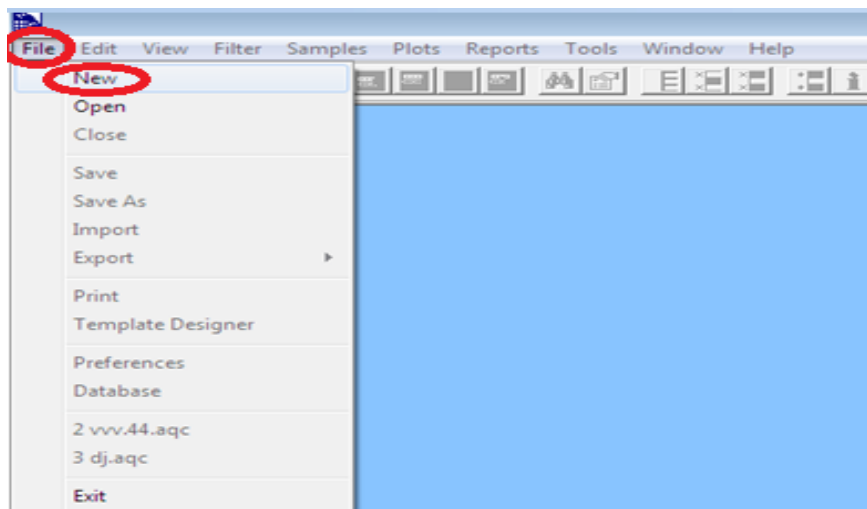 File Edit View Filter Samples Plots Reports Tools Window Help
New
Open
Close
Save
Save As
Import
Export
Print
Template Designer
Preferences
Database
2 vvv.44.aqc
3 dj.aqc
Exit